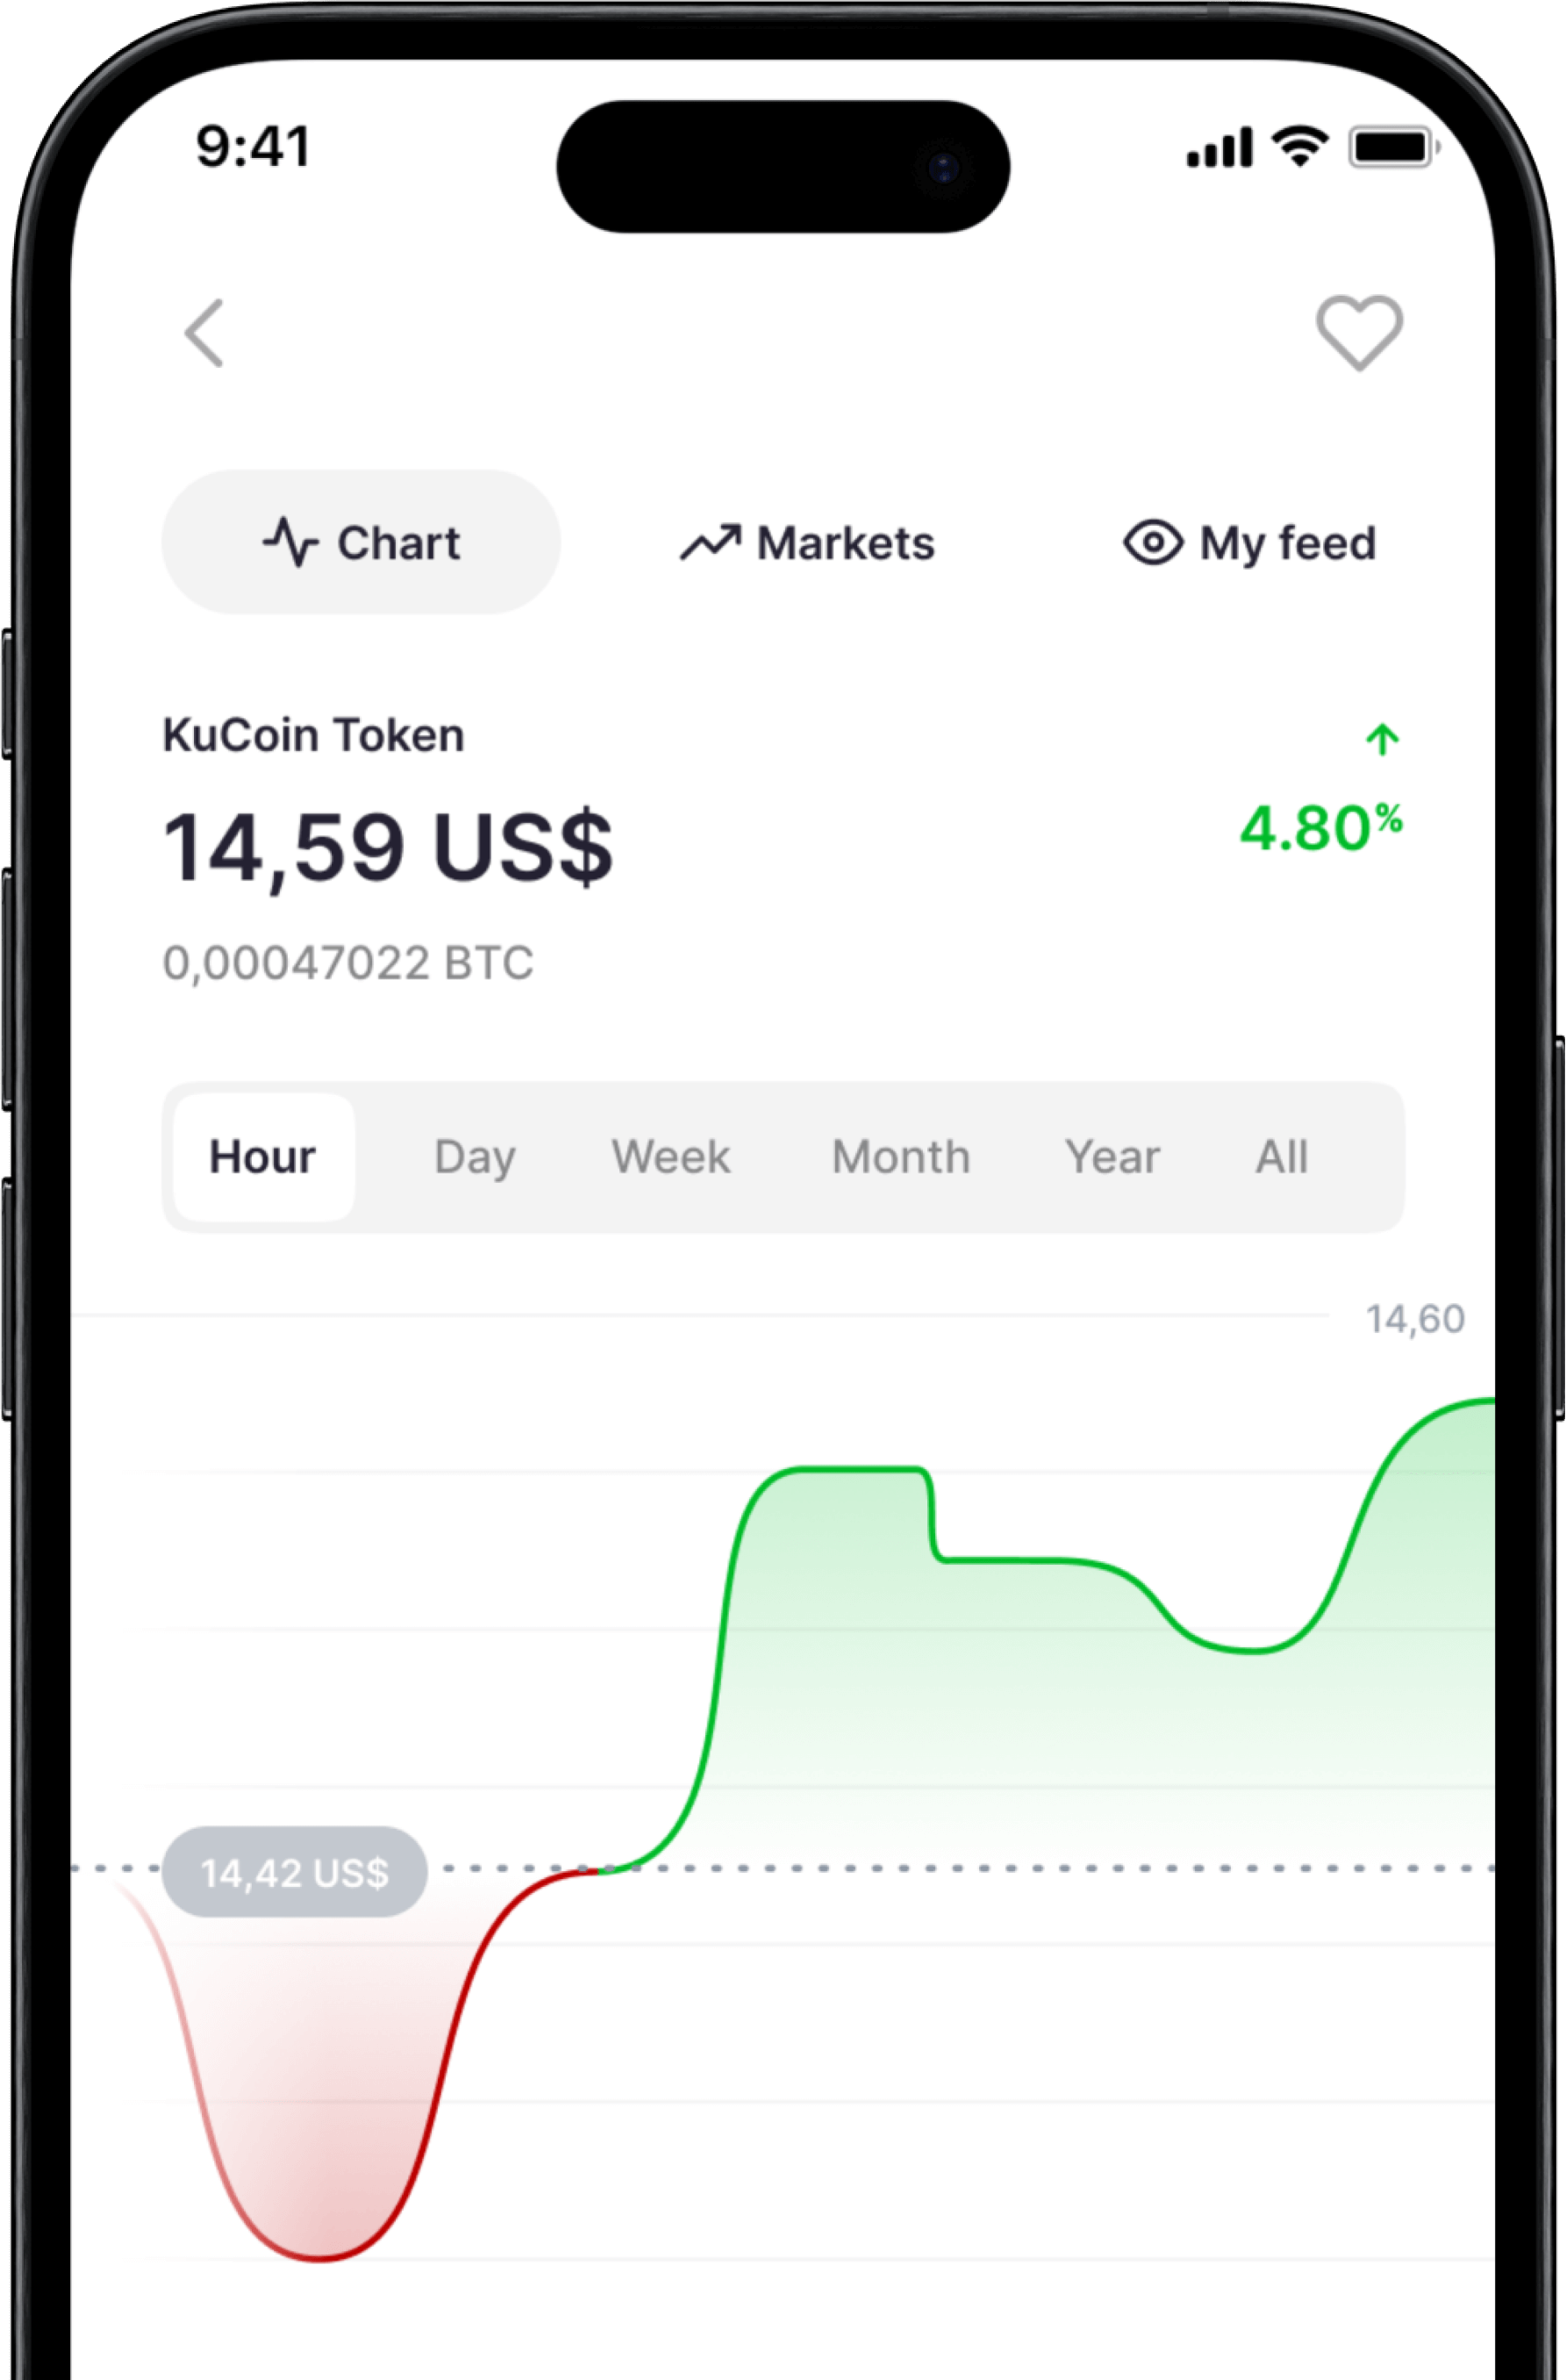 9:41
Chart Markets My feed
KuCoin Token
14,59 US$
4.80%
0,00047022 BTC
Hour Day Week Month Year All
14,60
14,42 US$